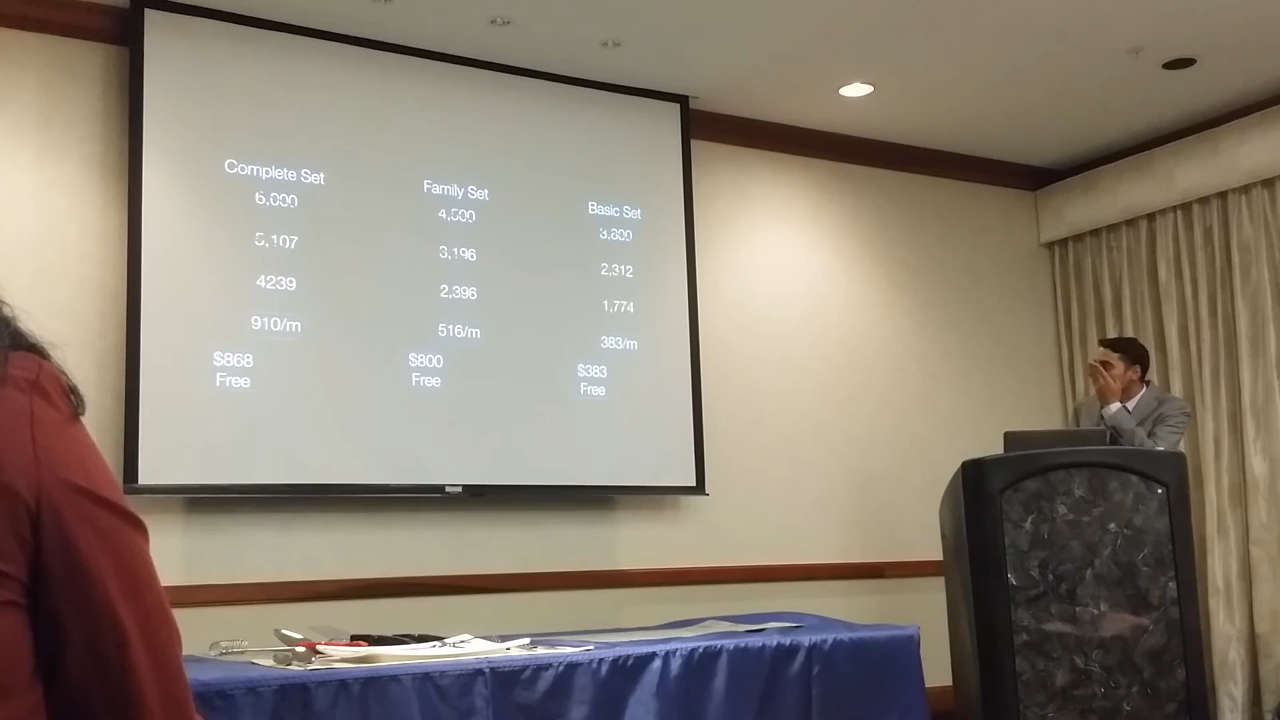 Complete Set
6,000
5,107
4239
910/m
$868
Free
Family Set
4,500
3,196
2,396
516/m
$800
Free
Basic Set
3,800
2,312
1,774
383/m
$383
Free